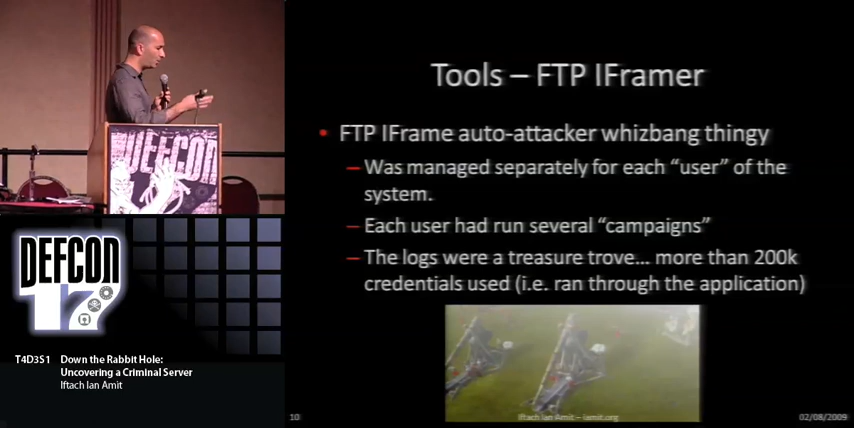 Tools – FTP IFramer
• FTP IFrame auto-attacker whizbang thingy
– Was managed separately for each “user” of the
system.
– Each user had run several “campaigns”
– The logs were a treasure trove... more than 200k
credentials used (i.e. ran through the application)
10
Iftach Ian Amit – iamit.org
02/08/2009
DEFCON
DEFCON
17
T4D3S1
Down the Rabbit Hole:
Uncovering a Criminal Server
Iftach Ian Amit